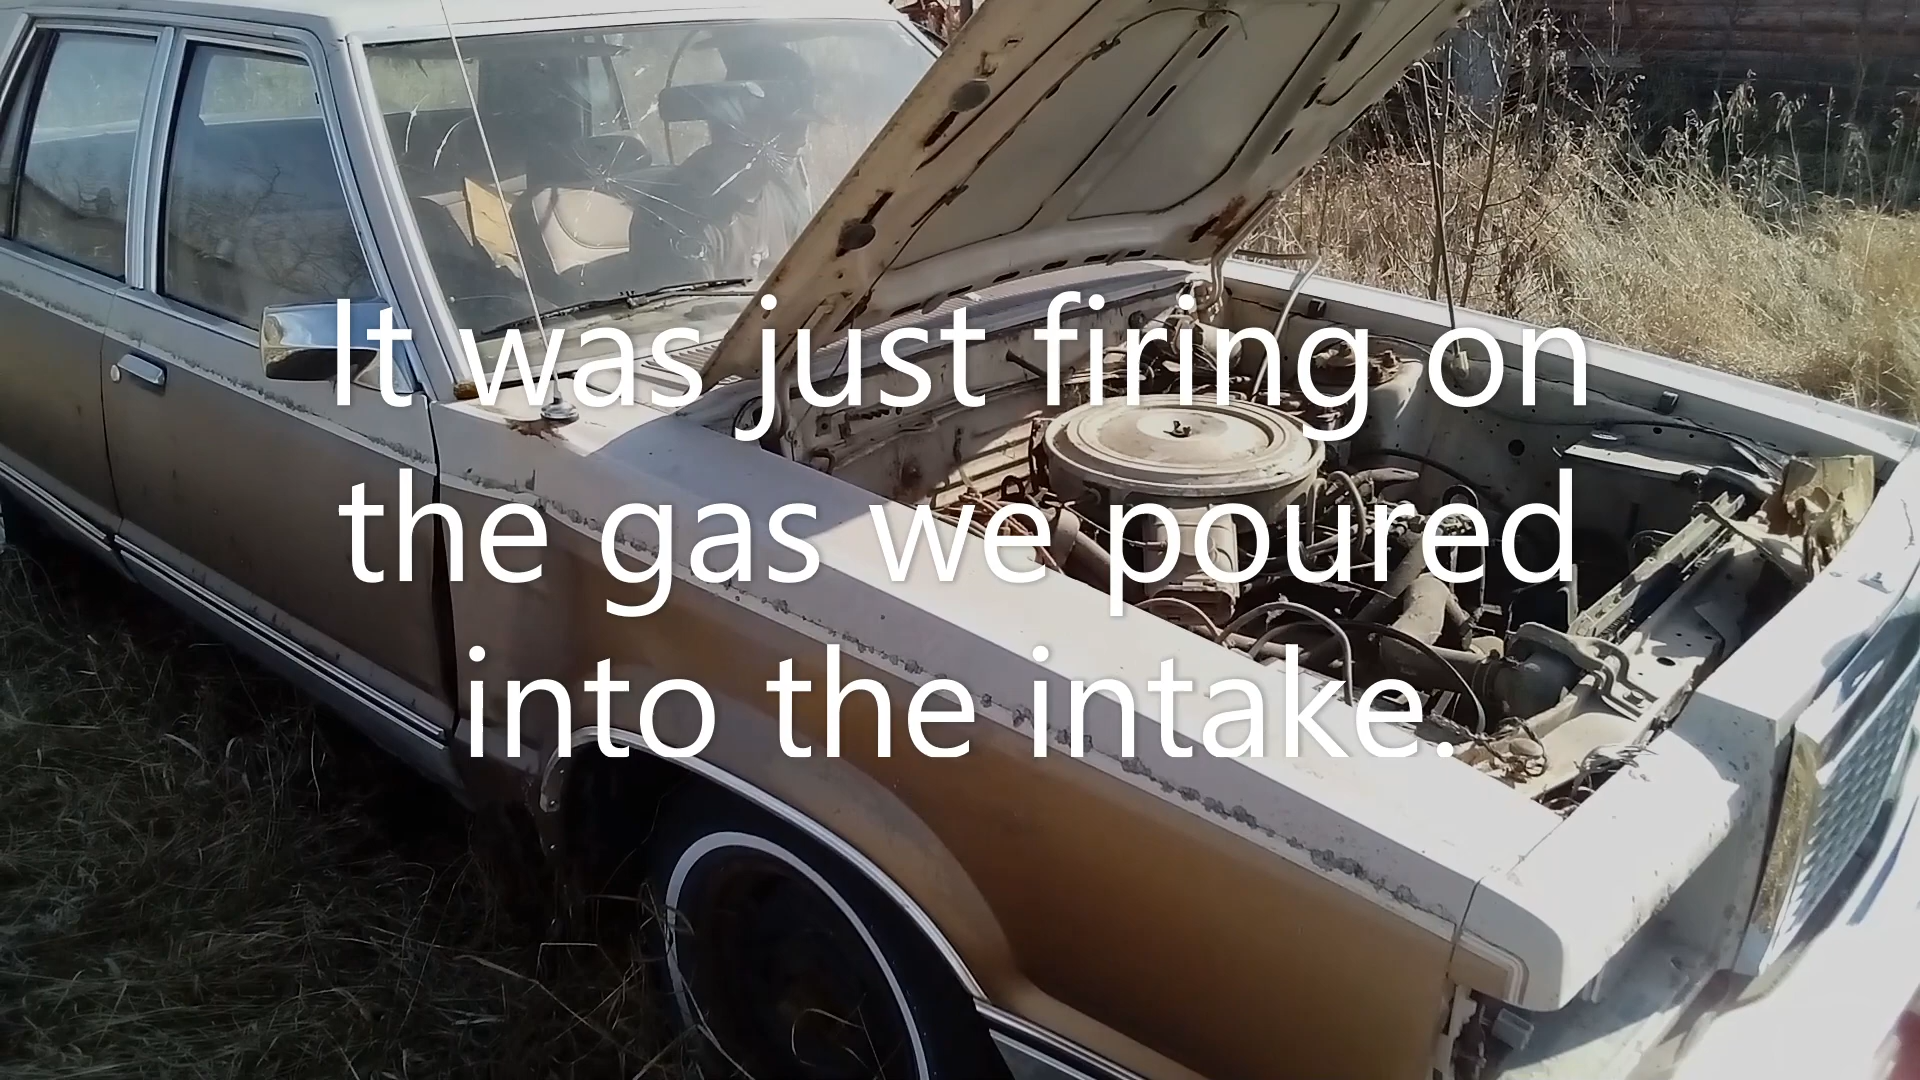 It was just firing on
the gas we poured
into the intake.